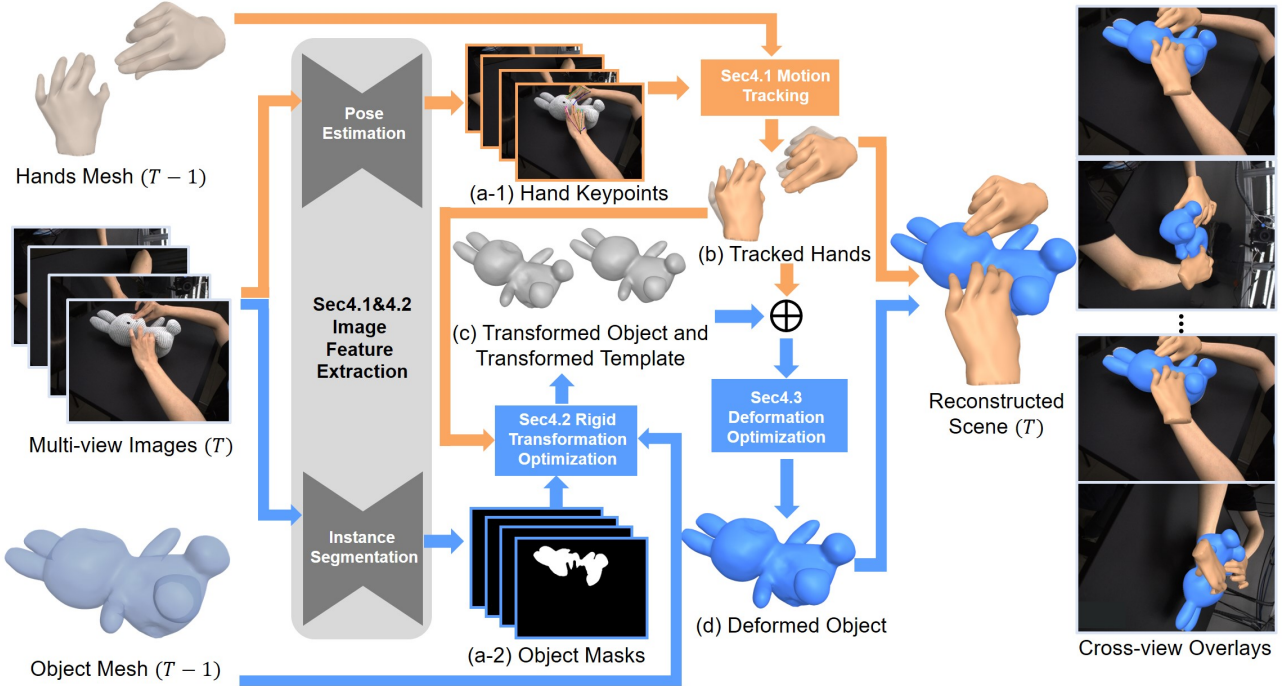 Hands Mesh (T − 1)
Multi-view Images (T)
Object Mesh (T − 1)
Pose
Estimation
Sec4.1&4.2
Image
Feature
Extraction
Instance
Segmentation
(a-1) Hand Keypoints
(c) Transformed Object and
Transformed Template
Sec4.2 Rigid
Transformation
Optimization
(a-2) Object Masks
Sec4.1 Motion
Tracking
(b) Tracked Hands
Sec4.3
Deformation
Optimization
(d) Deformed Object
Reconstructed
Scene (T)
Cross-view Overlays